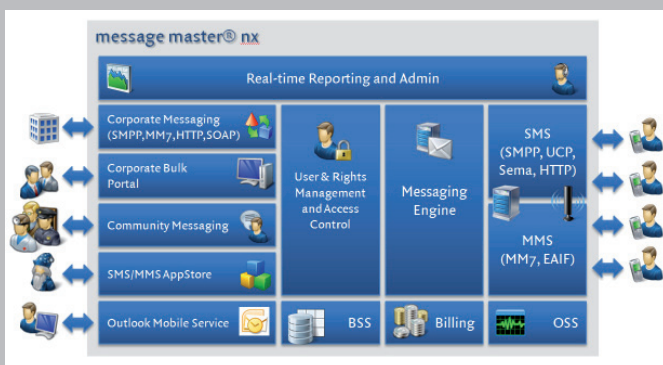 message master® nx
Real-time Reporting and Admin
Corporate Messaging
(SMPP,MM7,HTTP,SOAP)
Corporate Bulk
Portal
Community Messaging
SMS/MMS AppStore
Outlook Mobile Service
User & Rights
Management
and Access
Control
Messaging
Engine
SMS
(SMPP, UCP,
Sema, HTTP)
MMS
(MM7, EAIF)
BSS
Billing
OSS